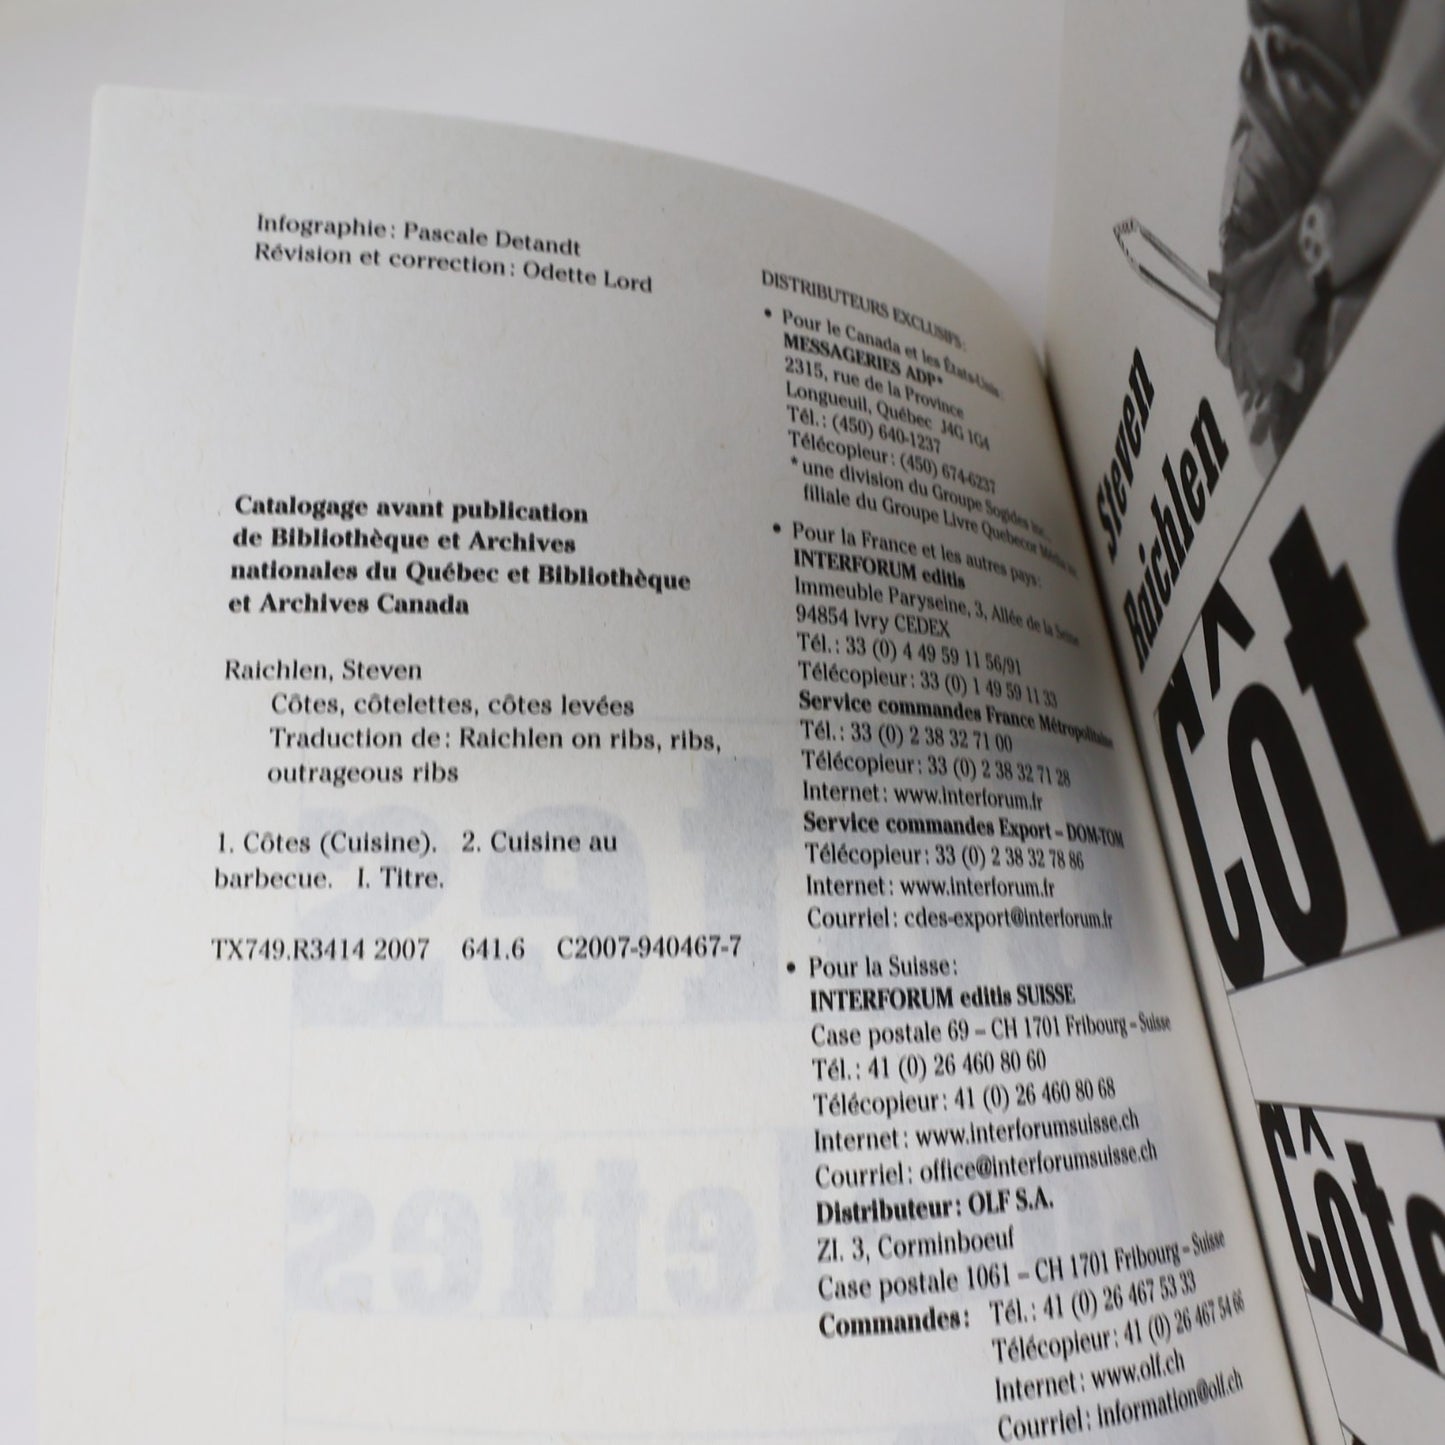 Infographie : Pascale Detandt
Révision et correction : Odette Lord
Catalogage avant publication
de Bibliothèque et Archives
nationales du Québec et Bibliothèque
et Archives Canada
Raichlen, Steven
Côtes, côtelettes, côtes levées
Traduction de : Raichlen on ribs, ribs,
outrageous ribs
1. Côtes (Cuisine). 2. Cuisine au
barbecue. I. Titre.
TX749.R3414 2007 641.6 C2007-940467-7
DISTRIBUTEURS EXCLUSIFS :
• Pour le Canada et les États-Unis :
MESSAGERIES ADP*
2315, rue de la Province
Longueuil, Québec J4G 1G4
Tél. : (450) 640-1237
Télécopieur : (450) 674-6237
* une division du Groupe Sogides inc.,
filiale du Groupe Livre Quebecor Média inc.
• Pour la France et les autres pays :
INTERFORUM editis
Immeuble Paryseine, 3, Allée de la Seine
94854 Ivry CEDEX
Tél. : 33 (0) 4 49 59 11 56/91
Télécopieur : 33 (0) 1 49 59 11 33
Service commandes France Métropolitaine
Tél. : 33 (0) 2 38 32 71 00
Télécopieur : 33 (0) 2 38 32 71 28
Internet : www.interforum.fr
Service commandes Export – DOM-TOM
Télécopieur : 33 (0) 2 38 32 78 86
Internet : www.interforum.fr
Courriel : cdes-export@interforum.fr
• Pour la Suisse :
INTERFORUM editis SUISSE
Case postale 69 – CH 1701 Fribourg – Suisse
Tél. : 41 (0) 26 460 80 60
Télécopieur : 41 (0) 26 460 80 68
Internet : www.interforumsuisse.ch
Courriel : office@interforumsuisse.ch
Distributeur : OLF S.A.
ZI. 3, Corminboeuf
Case postale 1061 – CH 1701 Fribourg – Suisse
Commandes : Tél. : 41 (0) 26 467 53 33
Télécopieur : 41 (0) 26 467 54 66
Internet : www.olf.ch
Courriel : information@olf.ch
Steven
Raichlen
Côt
Côte